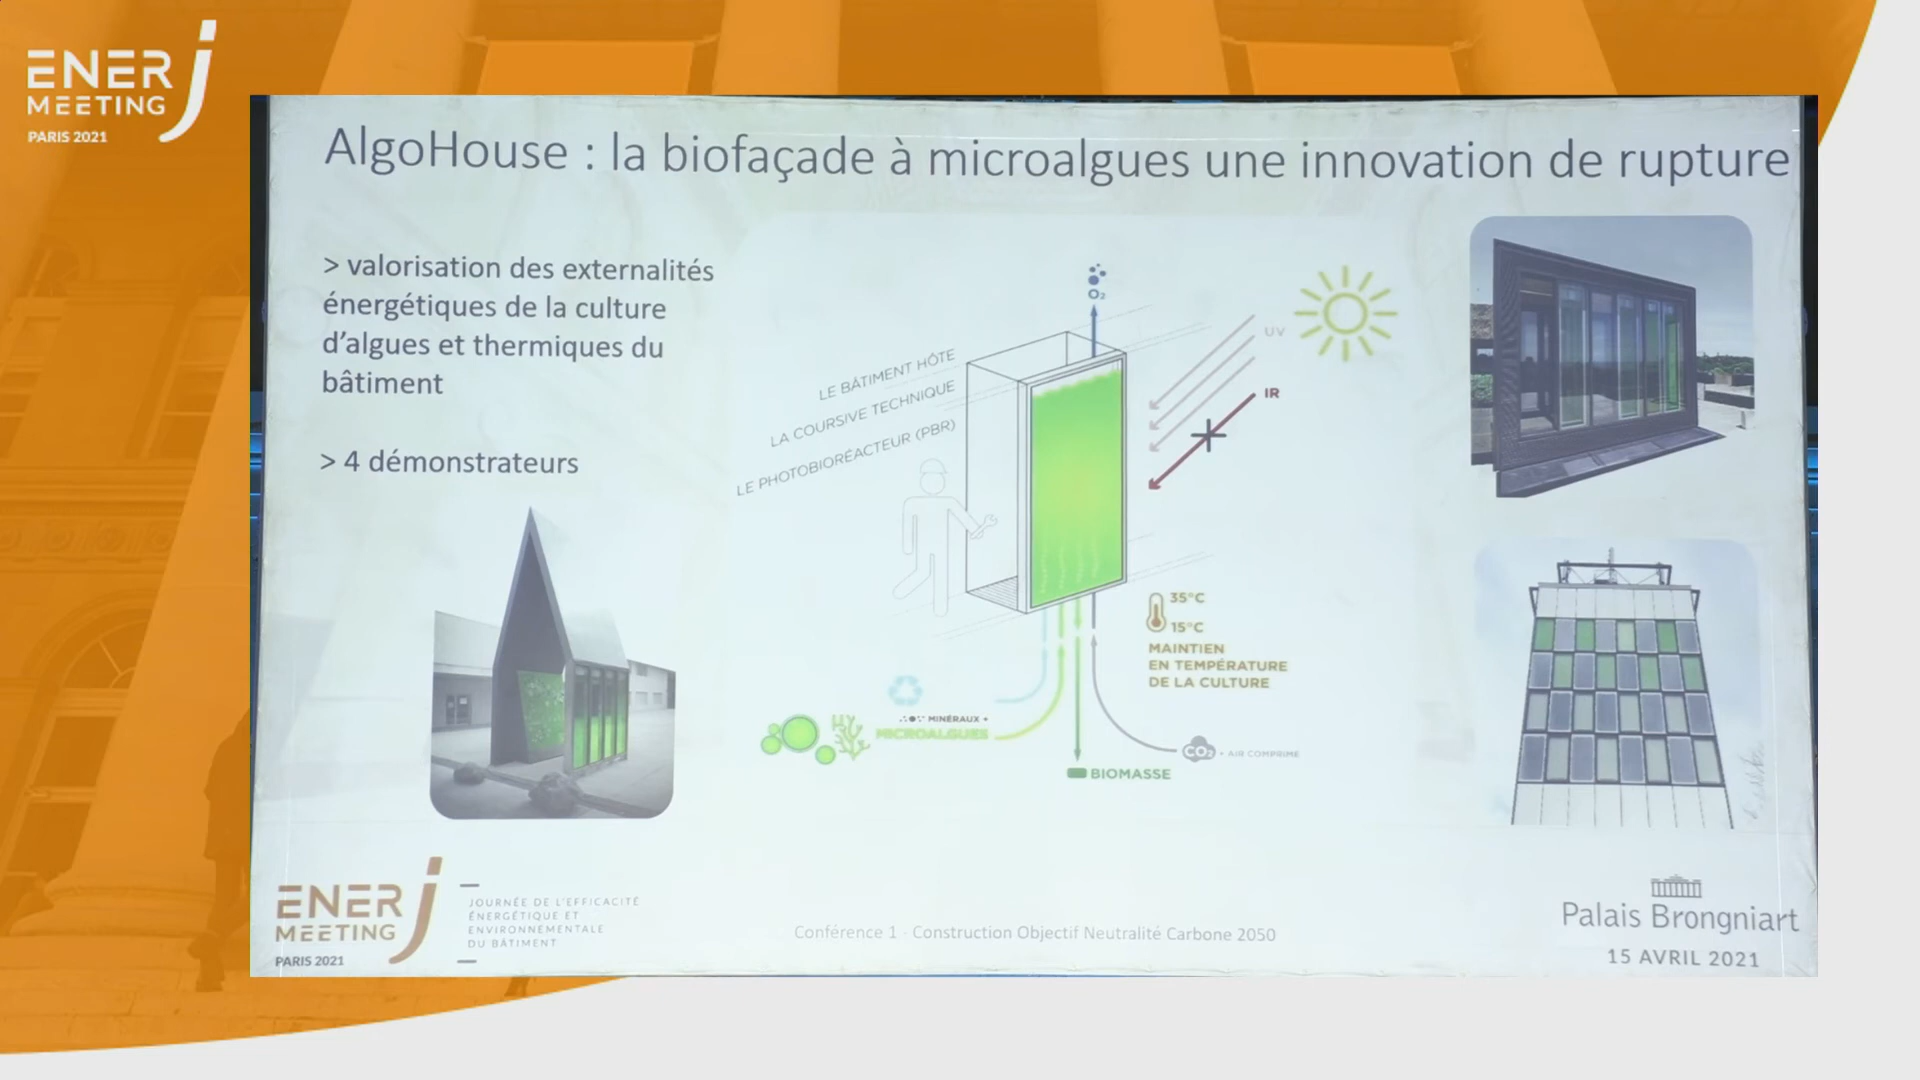 ENERJ
MEETING
PARIS 2021
AlgoHouse : la biofaçade à microalgues une innovation de rupture
> valorisation des externalités
énergétiques de la culture
d'algues et thermiques du
bâtiment
> 4 démonstrateurs
O₂
UV
IR
LE BÂTIMENT HÔTE
LA COURSIVE TECHNIQUE
LE PHOTOBIORÉACTEUR (PBR)
35°C
15°C
MAINTIEN
EN TEMPÉRATURE
DE LA CULTURE
MINÉRAUX +
MICROALGUES
CO₂ + AIR COMPRIMÉ
BIOMASSE
ENERJ
MEETING
PARIS 2021
JOURNÉE DE L'EFFICACITÉ
ÉNERGÉTIQUE ET
ENVIRONNEMENTALE
DU BÂTIMENT
Conférence 1 - Construction Objectif Neutralité Carbone 2050
Palais Brongniart
15 AVRIL 2021